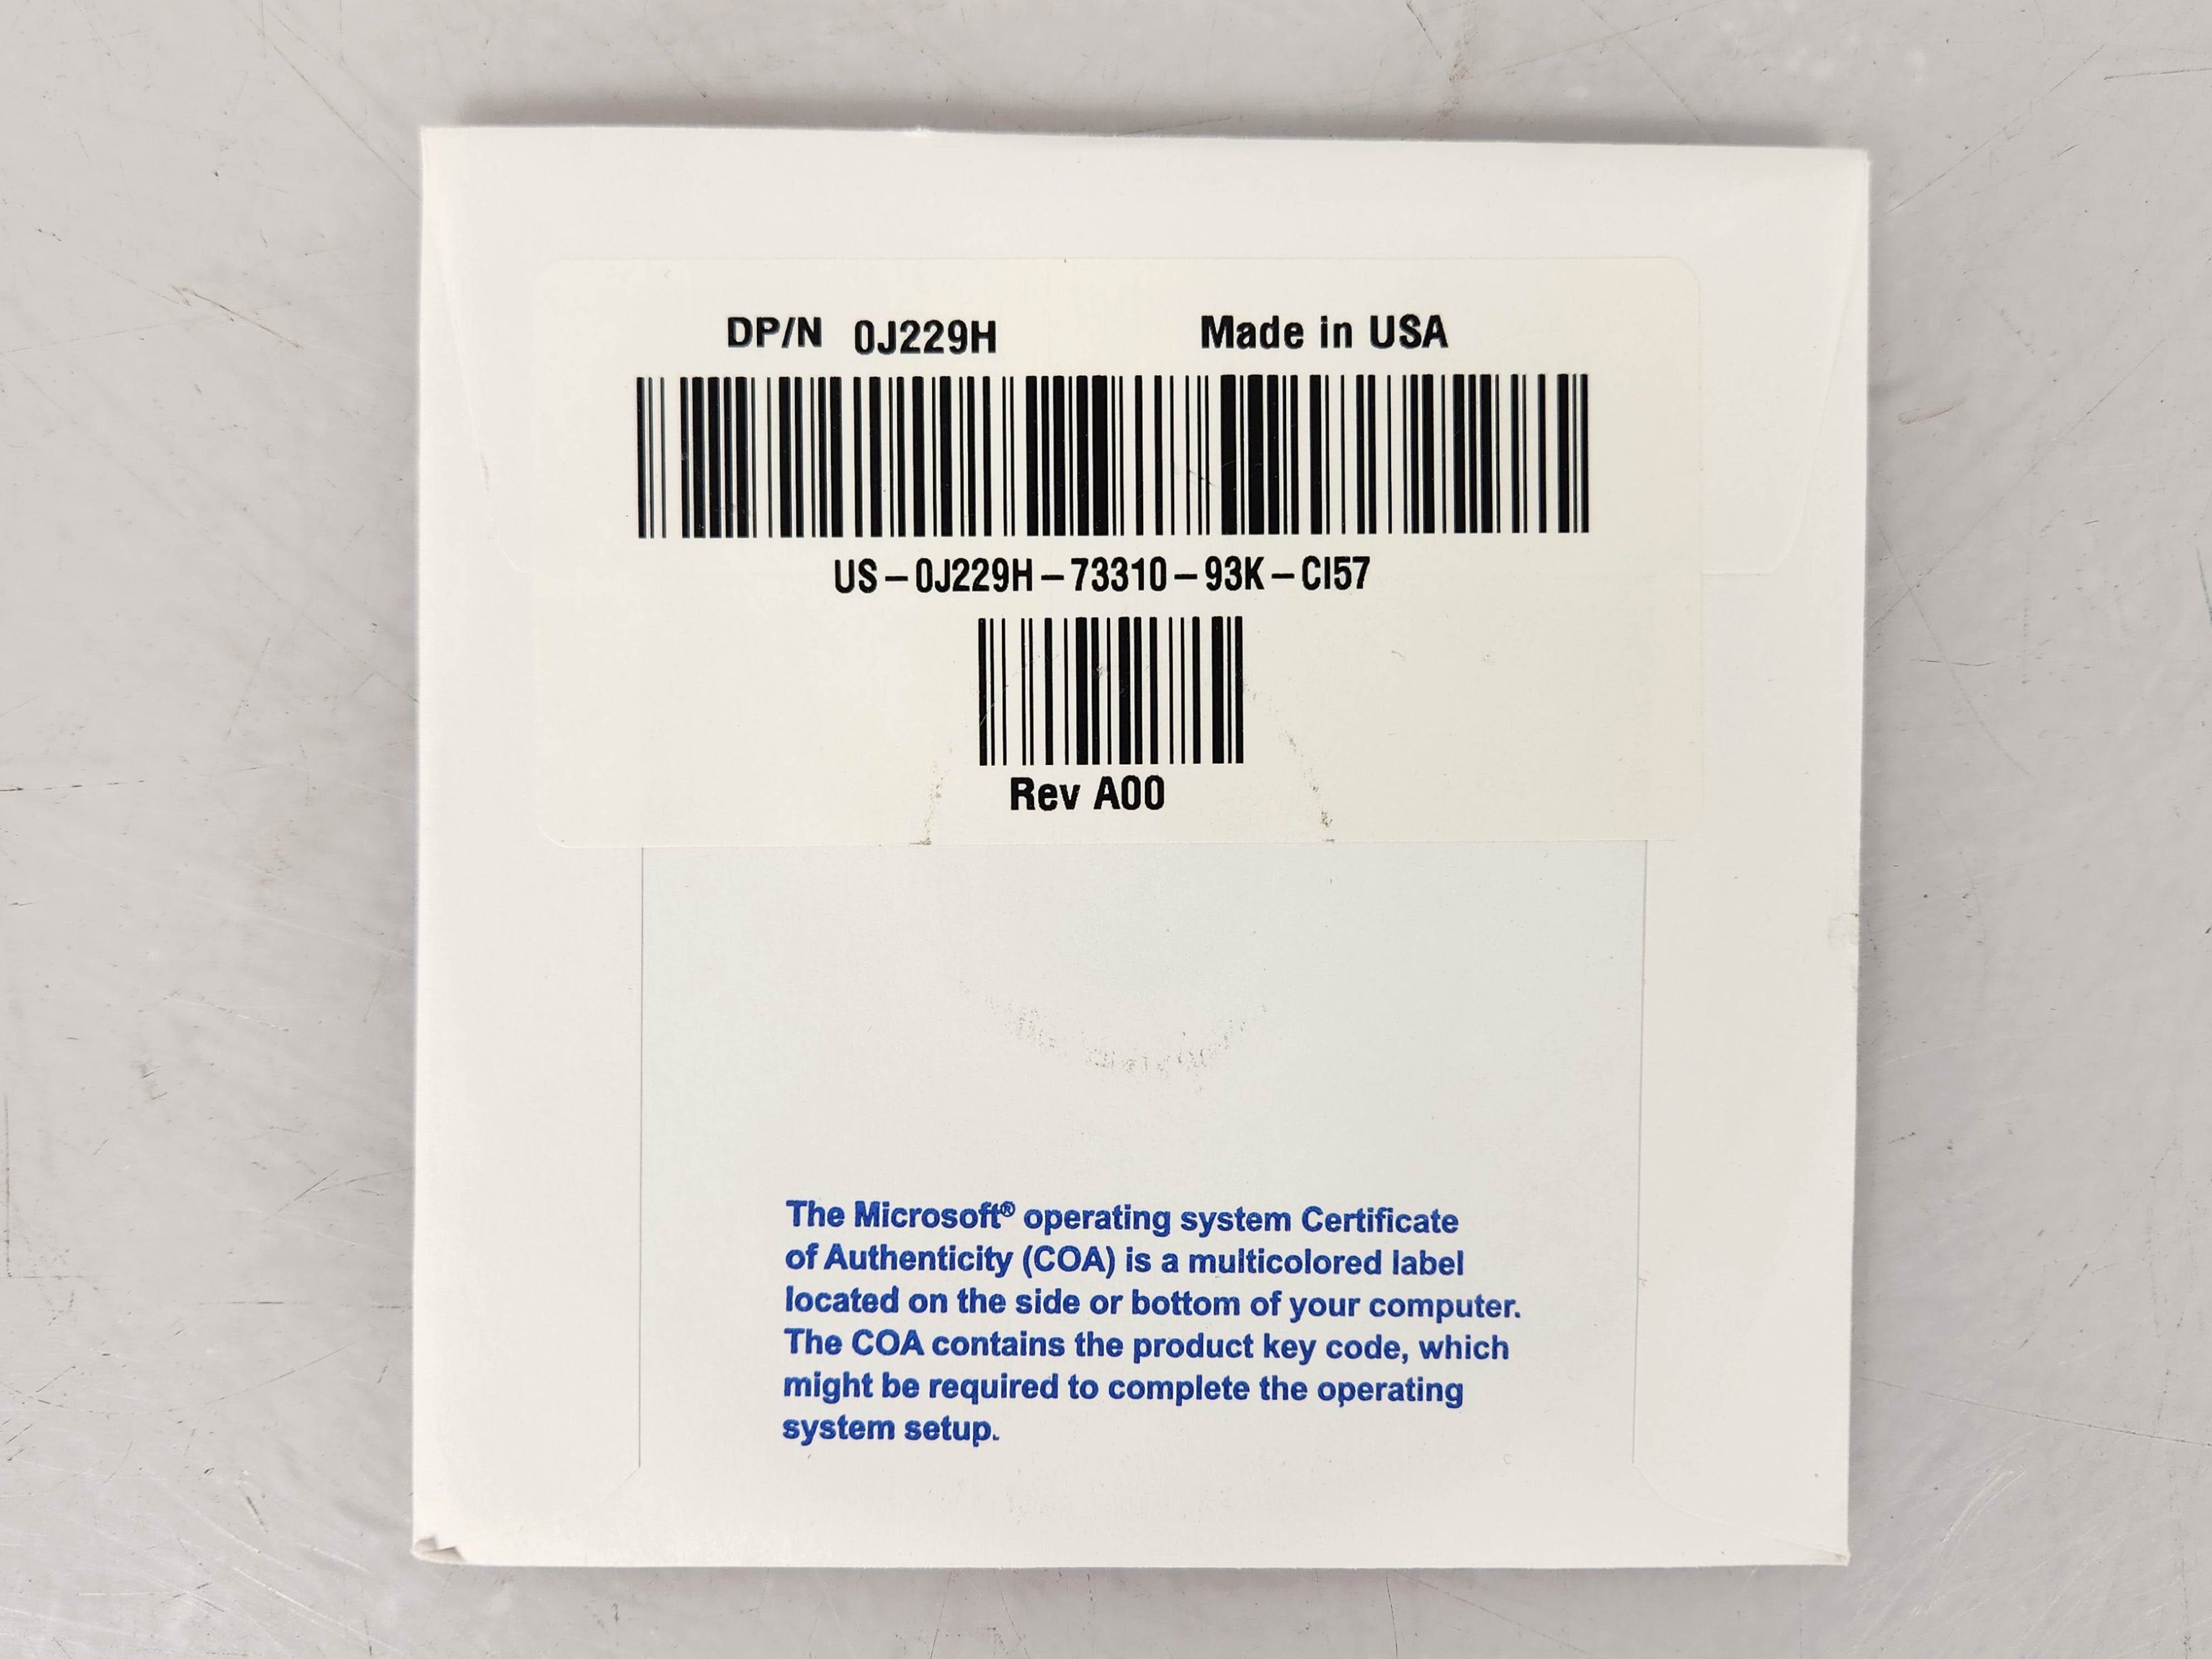 DP/N 0J229H Made in USA
US-0J229H-73310-93K-CI57
Rev A00
The Microsoft® operating system Certificate
of Authenticity (COA) is a multicolored label
located on the side or bottom of your computer.
The COA contains the product key code, which
might be required to complete the operating
system setup.